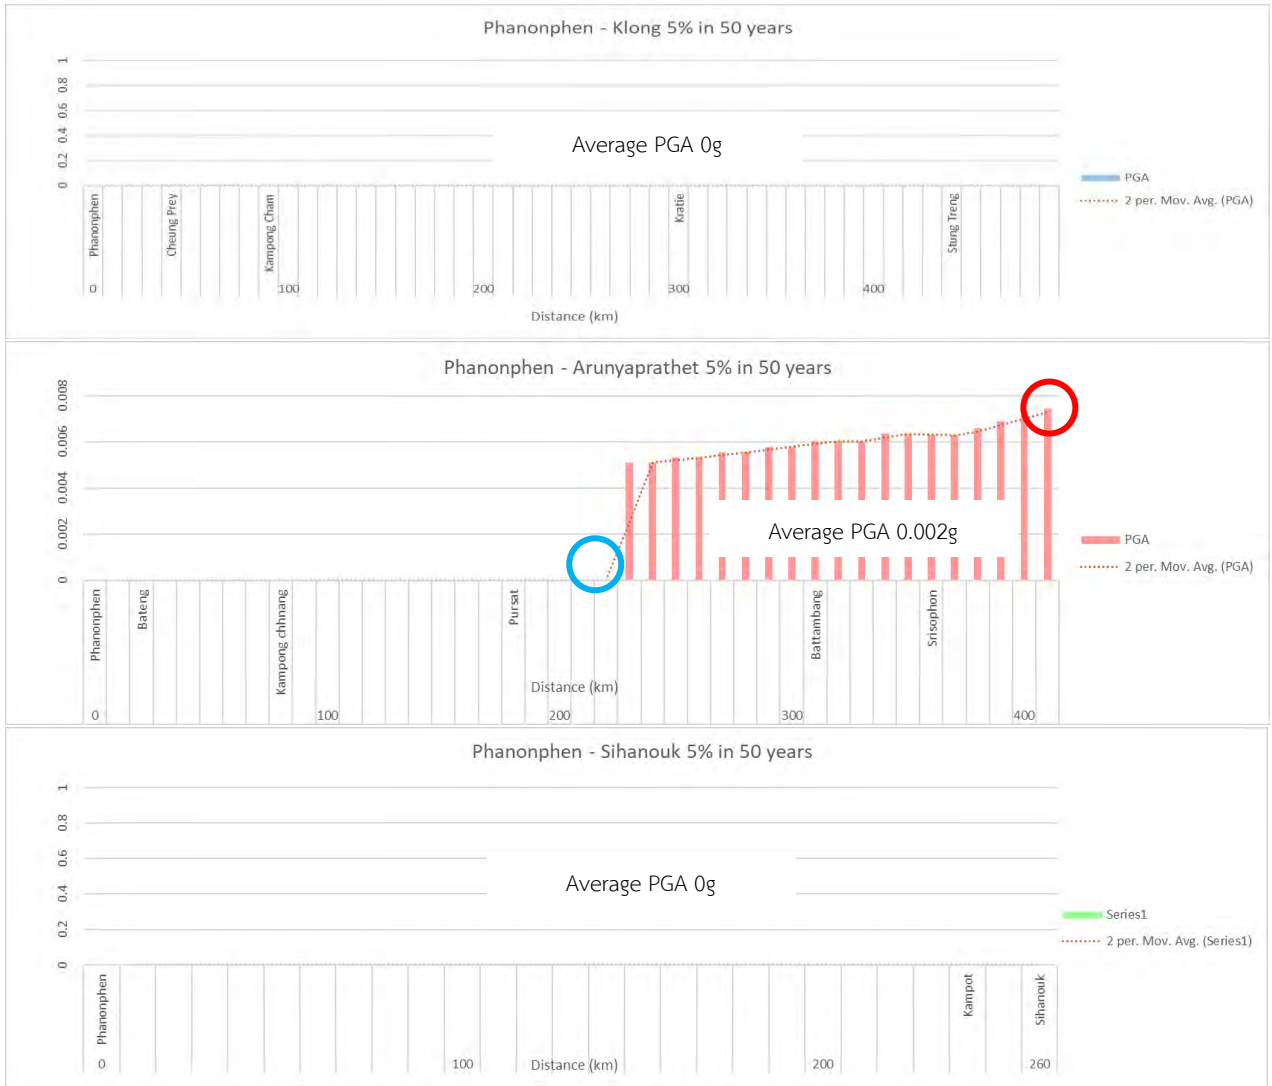 Phanonphen - Klong 5% in 50 years
1
0.8
0.6
0.4
0.2
0
Average PGA 0g
PGA
2 per. Mov. Avg. (PGA)
Phanonphen
Cheung Prey
Kampong Cham
Kratie
Stung Treng
0
100
200
300
400
Distance (km)
Phanonphen - Arunyaprathet 5% in 50 years
0.008
0.006
0.004
0.002
0
Average PGA 0.002g
PGA
2 per. Mov. Avg. (PGA)
Phanonphen
Bateng
Kampong chhnang
Pursat
Battambang
Srisophon
Distance (km)
0
100
200
300
400
Phanonphen - Sihanouk 5% in 50 years
1
0.8
0.6
0.4
0.2
0
Average PGA 0g
Series1
2 per. Mov. Avg. (Series1)
Phanonphen
Kampot
Sihanouk
0
100
Distance (km)
200
260